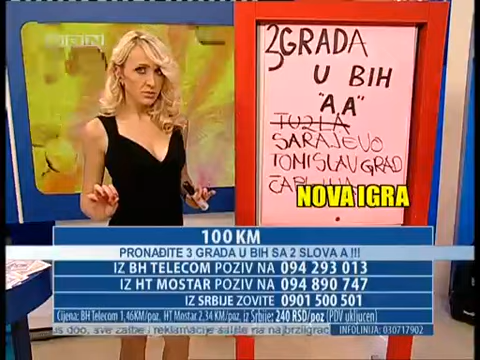 3 GRADA
U BIH
"AA"
TUZLA
SARAJEVO
TOMISLAVGRAD
NOVA IGRA
100 KM
PRONAĐITE 3 GRADA U BIH SA 2 SLOVA A !!!
IZ BH TELECOM POZIV NA 094 293 013
IZ HT MOSTAR POZIV NA 094 890 747
IZ SRBIJE ZOVITE 0901 500 501
Cijena: BH Telecom 1,46KM/poz, HT Mostar 2,34 KM/poz, iz Srbije: 240 RSD/poz (PDV uključen)
INFOLINIJA: 030717902